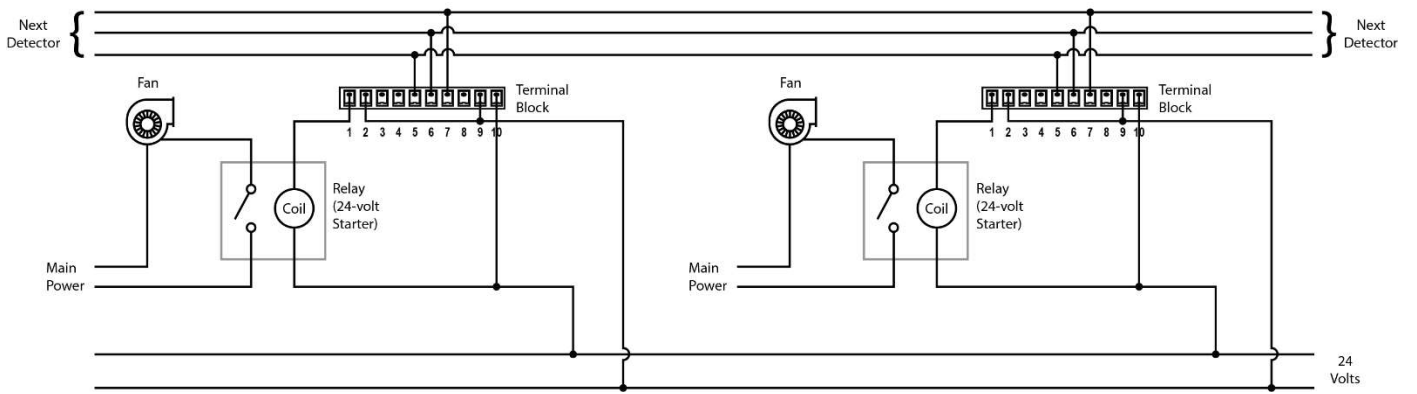 Next
Detector
Next
Detector
Fan
Terminal
Block
Fan
Terminal
Block
1 2 3 4 5 6 7 8 9 10
1 2 3 4 5 6 7 8 9 10
Coil
Relay
(24-volt
Starter)
Coil
Relay
(24-volt
Starter)
Main
Power
Main
Power
24
Volts